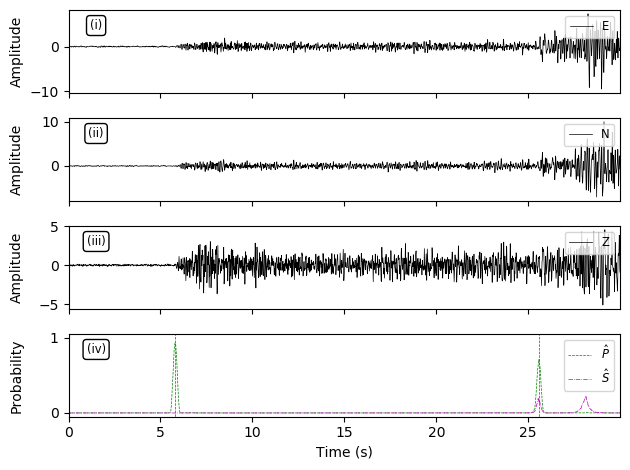 Amplitude
0
−10
(i)
E
Amplitude
10
0
(ii)
N
Amplitude
5
0
−5
(iii)
Z
Probability
1
0
(iv)
P̂
Ŝ
0 5 10 15 20 25
Time (s)